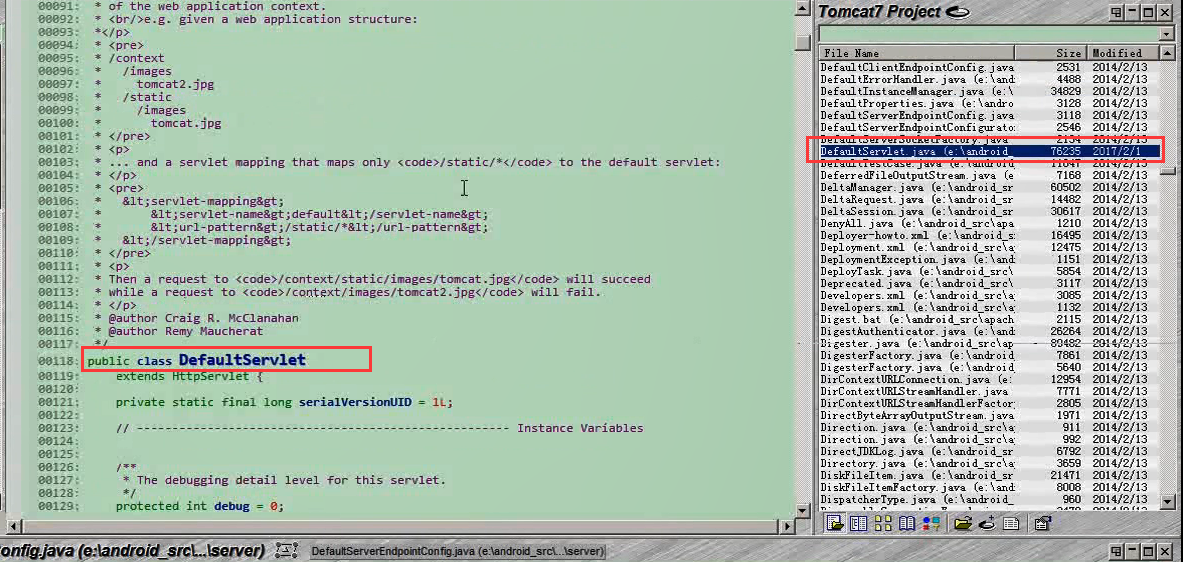 00091: * of the web application context.
00092: * <br/>e.g. given a web application structure:
00093: *</p>
00094: * <pre>
00095: * /context
00096: *   /images
00097: *     tomcat2.jpg
00098: *   /static
00099: *     /images
00100: *       tomcat.jpg
00101: * </pre>
00102: * <p>
00103: * ... and a servlet mapping that maps only <code>/static/*</code> to the default servlet:
00104: * </p>
00105: * <pre>
00106: *   &lt;servlet-mapping&gt;
00107: *       &lt;servlet-name&gt;default&lt;/servlet-name&gt;
00108: *       &lt;url-pattern&gt;/static/*&lt;/url-pattern&gt;
00109: *   &lt;/servlet-mapping&gt;
00110: * </pre>
00111: * <p>
00112: * Then a request to <code>/context/static/images/tomcat.jpg</code> will succeed
00113: * while a request to <code>/context/images/tomcat2.jpg</code> will fail.
00114: * </p>
00115: * @author Craig R. McClanahan
00116: * @author Remy Maucherat
00117: */
00118: public class DefaultServlet
00119:     extends HttpServlet {
00120:
00121:     private static final long serialVersionUID = 1L;
00122:
00123:     // ----------------------------------------------------- Instance Variables
00124:
00125:
00126:     /**
00127:      * The debugging detail level for this servlet.
00128:      */
00129:     protected int debug = 0;
Tomcat7 Project
File Name Size Modified
DefaultClientEndpointConfig.java 2531 2014/2/13
DefaultErrorHandler.java (e:\and 4488 2014/2/13
DefaultInstanceManager.java (e:\ 34829 2014/2/13
DefaultProperties.java (e:\andro 3128 2014/2/13
DefaultServerEndpointConfig.java 3118 2014/2/13
DefaultServerEndpointConfigurato: 2546 2014/2/13
DefaultServerSocketFactory.java 2134 2014/2/13
DefaultServlet.java (e:\android_ 76235 2017/2/1
DefaultTestCase.java (e:\android 11647 2014/2/13
DeferredFileOutputStream.java (e 7168 2014/2/13
DeltaManager.java (e:\android_sr 60502 2014/2/13
DeltaRequest.java (e:\android_sr 14482 2014/2/13
DeltaSession.java (e:\android_sr 30617 2014/2/13
DenyAll.java (e:\android_src\apa 1210 2014/2/13
Deployer-howto.xml (e:\android_s 16495 2014/2/13
Deployment.xml (e:\android_src\a 12475 2014/2/13
DeploymentException.java (e:\and 1151 2014/2/13
DeployTask.java (e:\android_src\ 5854 2014/2/13
Deprecated.java (e:\android_src\ 3117 2014/2/13
Developers.xml (e:\android_src\a 3085 2014/2/13
Developers.xml (e:\android_src\a 1132 2014/2/13
Digest.bat (e:\android_src\apach 2115 2014/2/13
DigestAuthenticator.java (e:\and 26264 2014/2/13
Digester.java (e:\android_src\ap 89482 2014/2/13
DigesterFactory.java (e:\android 7861 2014/2/13
DigesterFactory.java (e:\android 5640 2014/2/13
DirContextURLConnection.java (e: 12954 2014/2/13
DirContextURLStreamHandler.java 7771 2014/2/13
DirContextURLStreamHandlerFactor 2805 2014/2/13
DirectByteArrayOutputStream.java 1971 2014/2/13
Direction.java (e:\android_src\a 911 2014/2/13
Direction.java (e:\android_src\a 992 2014/2/13
DirectJDKLog.java (e:\android_sr 6792 2014/2/13
Directory.java (e:\android_src\a 3659 2014/2/13
DiskFileItem.java (e:\android_sr 21471 2014/2/13
DiskFileItemFactory.java (e:\and 8008 2014/2/13
DispatcherType.java (e:\android_ 960 2014/2/13
onfig.java (e:\android_src\...\server) DefaultServerEndpointConfig.java (e:\android_src\...\server)